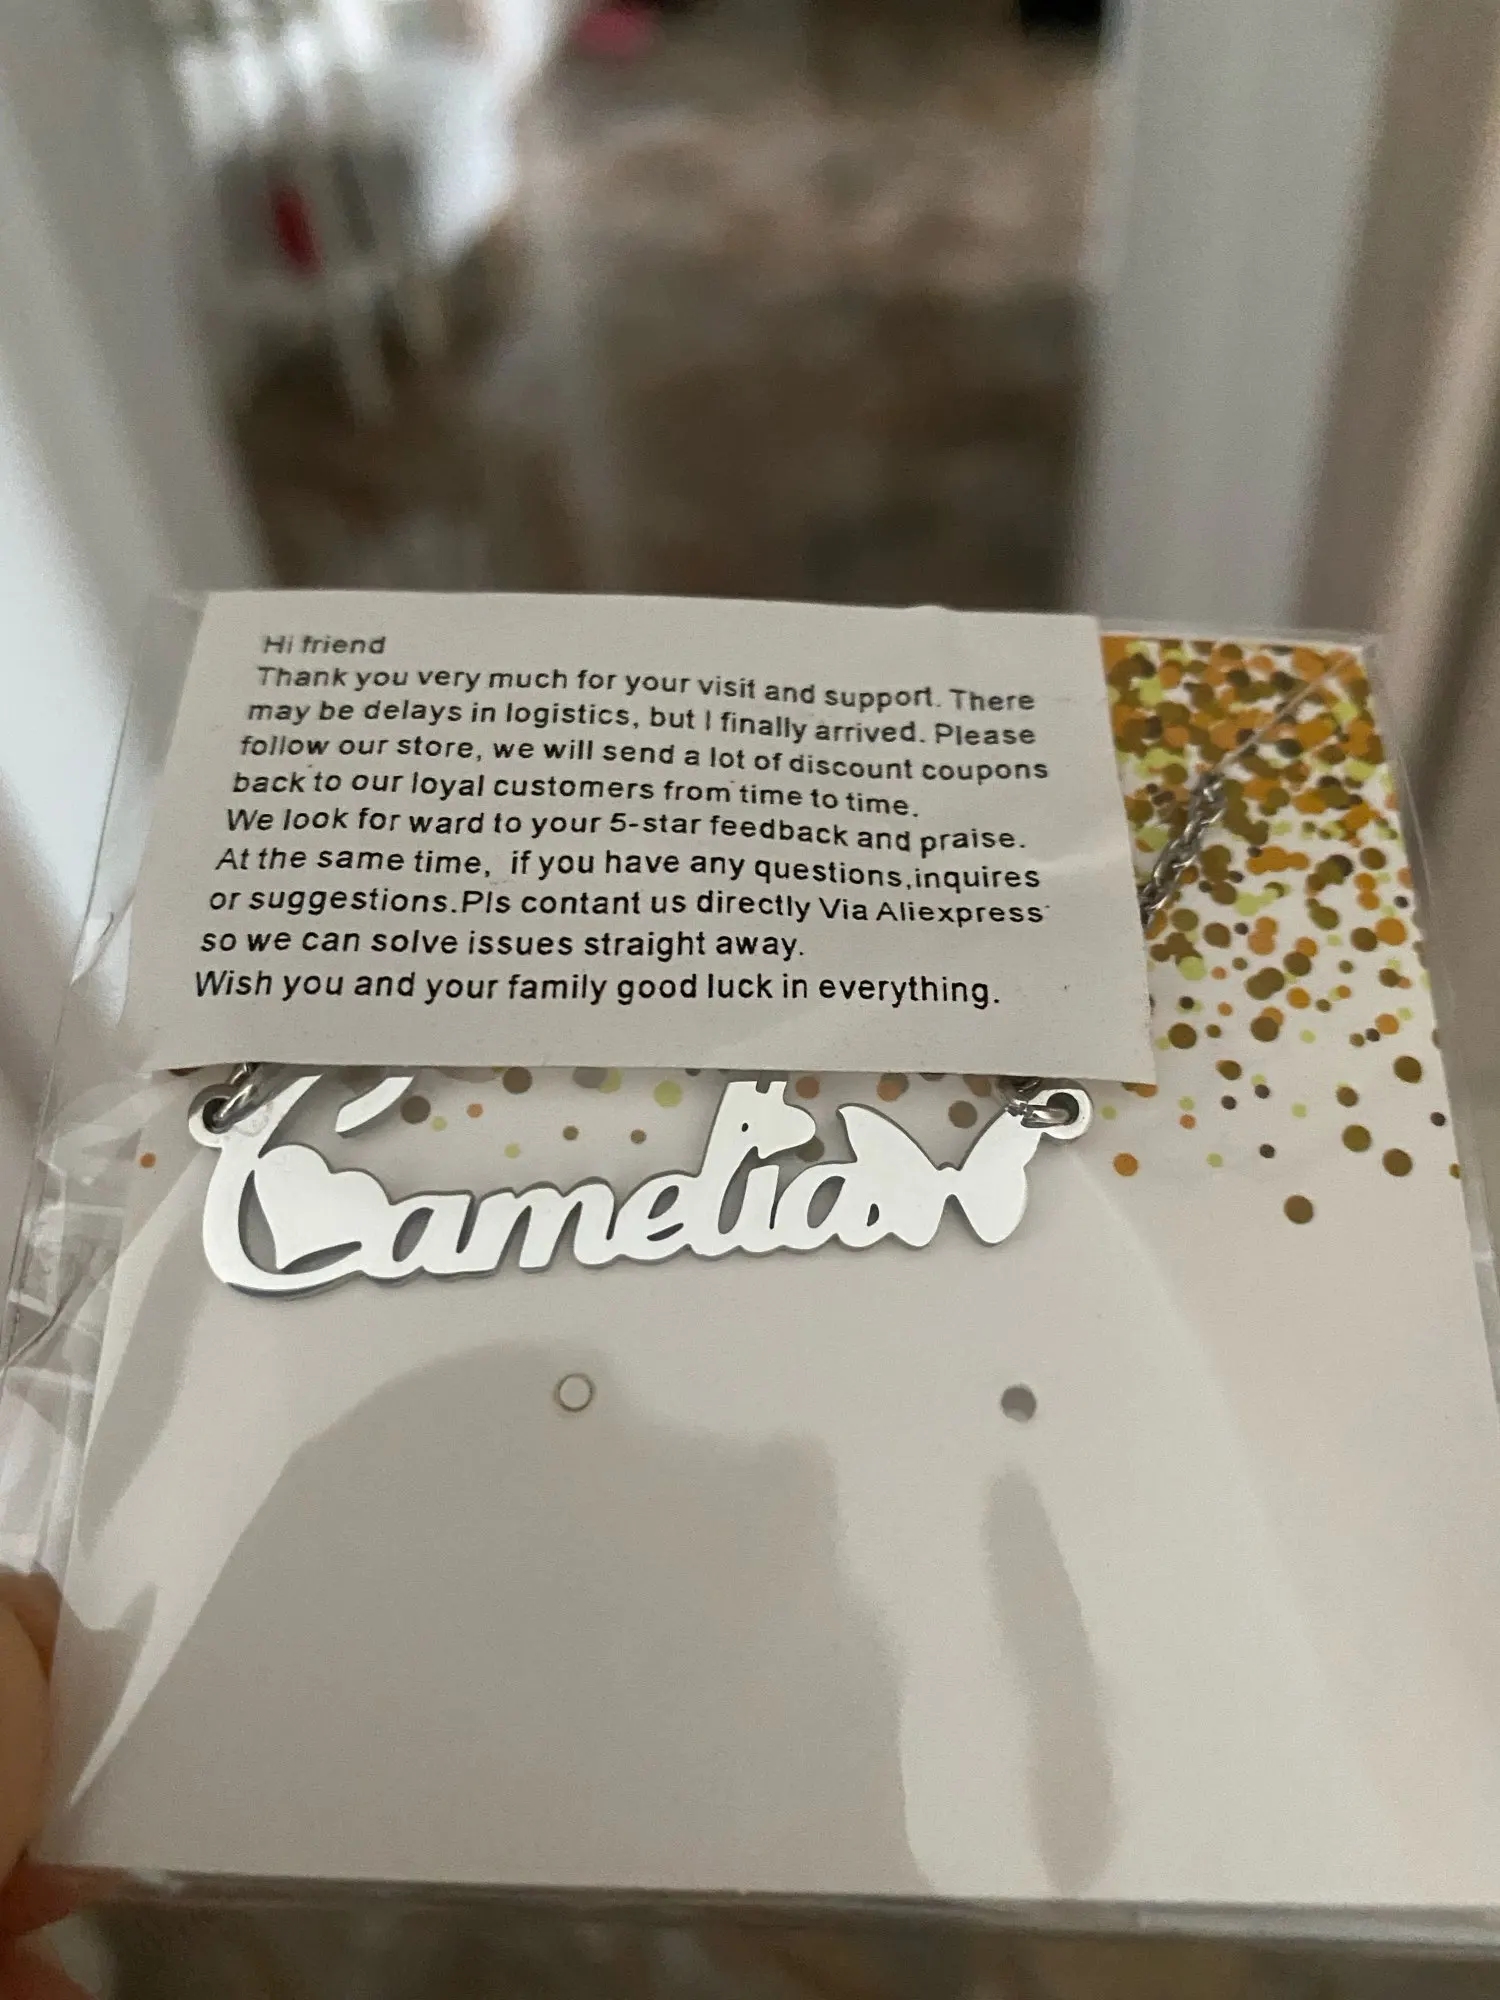 Hi friend
Thank you very much for your visit and support. There
may be delays in logistics, but I finally arrived. Please
follow our store, we will send a lot of discount coupons
back to our loyal customers from time to time.
We look for ward to your 5-star feedback and praise.
At the same time, if you have any questions,inquires
or suggestions.Pls contant us directly Via Aliexpress
so we can solve issues straight away.
Wish you and your family good luck in everything.
Camelia